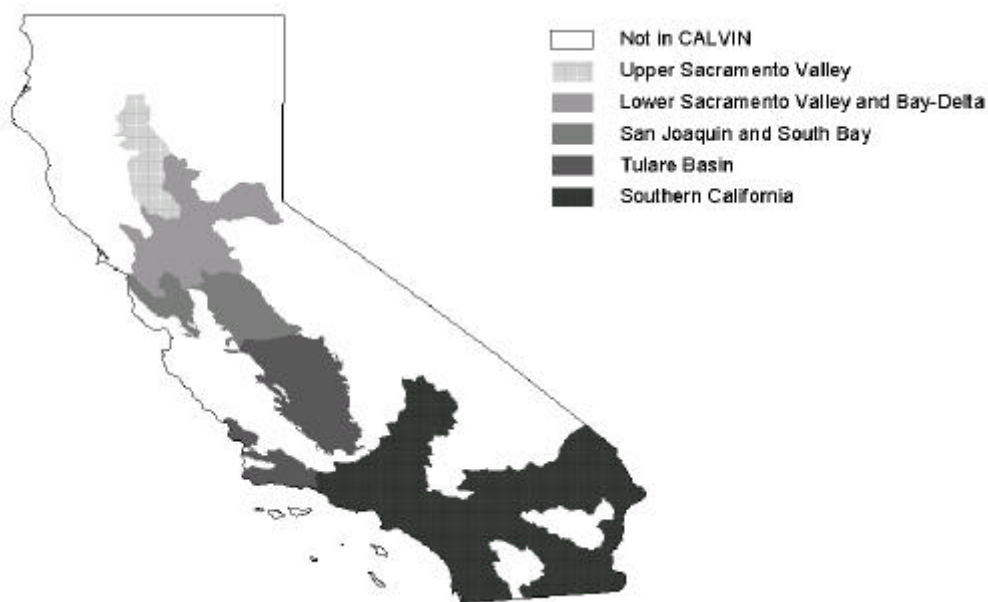 Not in CALVIN
Upper Sacramento Valley
Lower Sacramento Valley and Bay-Delta
San Joaquin and South Bay
Tulare Basin
Southern California